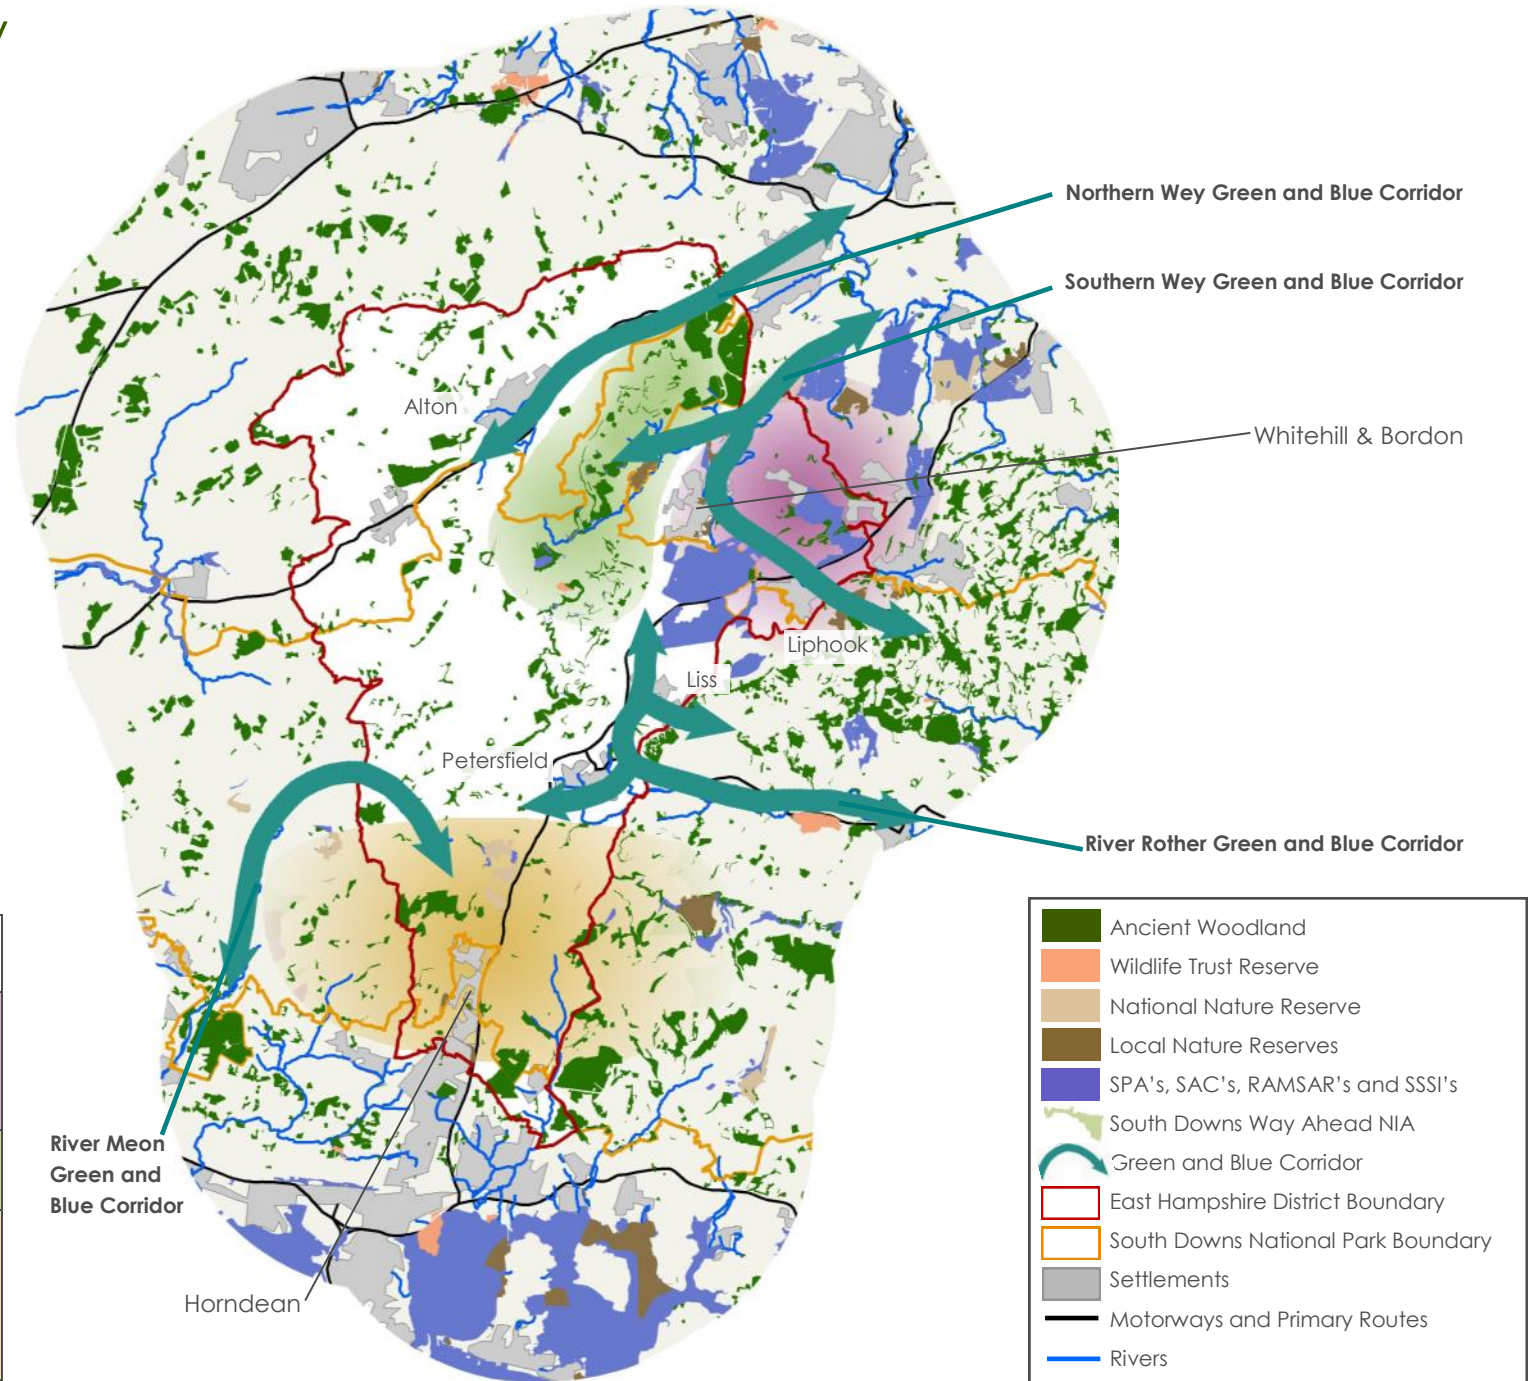 Northern Wey Green and Blue Corridor
Southern Wey Green and Blue Corridor
Alton
Whitehill & Bordon
Liphook
Liss
Petersfield
River Rother Green and Blue Corridor
River Meon
Green and
Blue Corridor
Horndean
Ancient Woodland
Wildlife Trust Reserve
National Nature Reserve
Local Nature Reserves
SPA's, SAC's, RAMSAR's and SSSI's
South Downs Way Ahead NIA
Green and Blue Corridor
East Hampshire District Boundary
South Downs National Park Boundary
Settlements
Motorways and Primary Routes
Rivers